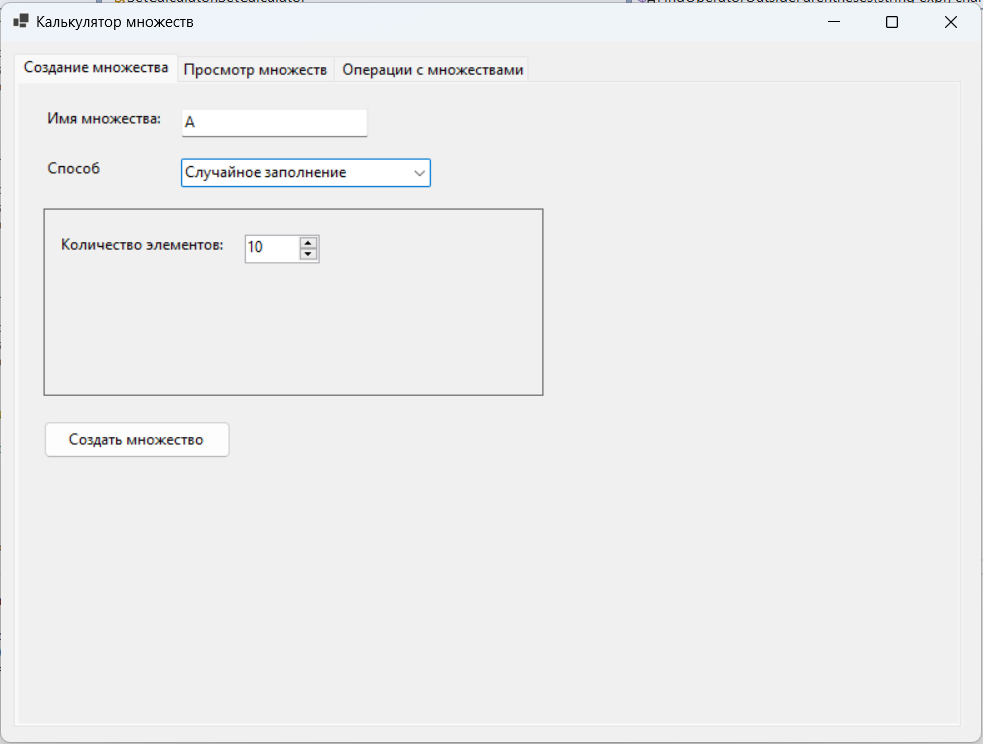 Калькулятор множеств
Создание множества Просмотр множеств Операции с множествами
Имя множества: A
Способ Случайное заполнение
Количество элементов: 10
Создать множество